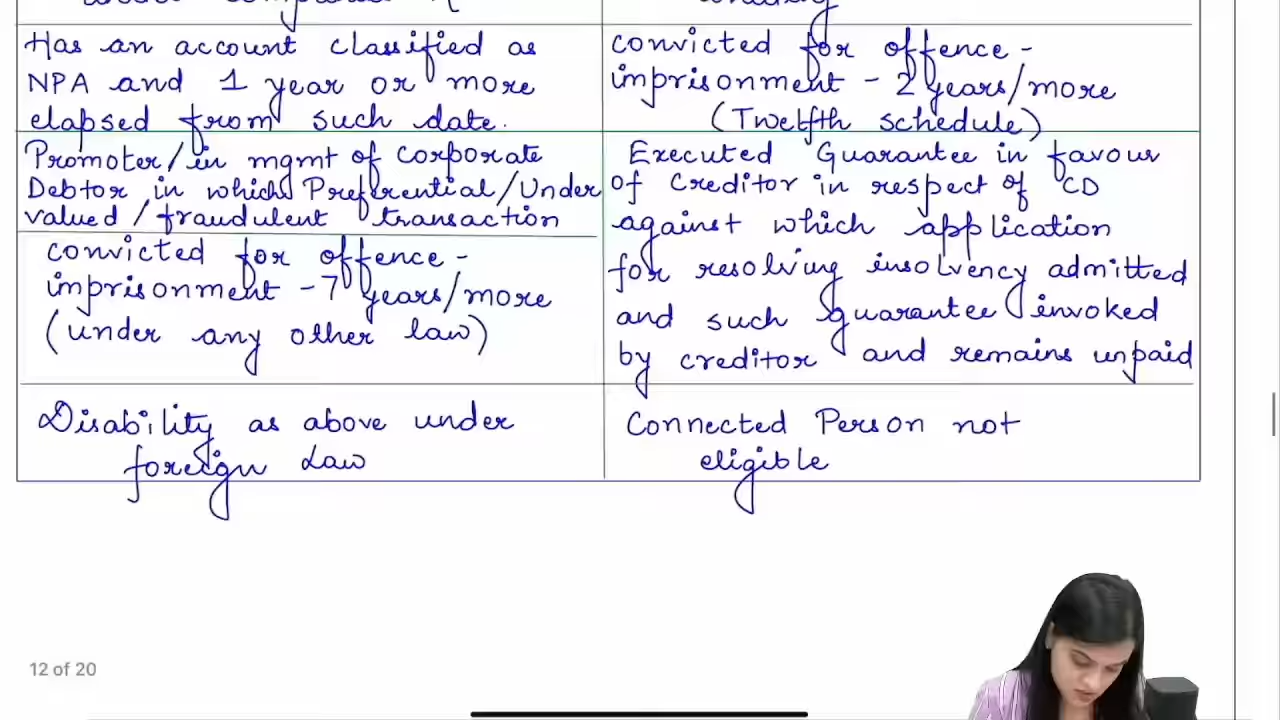 Has an account classified as
NPA and 1 year or more
elapsed from such date.
convicted for offence -
imprisonment - 2 years/more
(Twelfth schedule)
Promoter/in mgmt of corporate
Debtor in which Preferential/Under
valued/fraudulent transaction
convicted for offence -
imprisonment - 7 years/more
(under any other law)
Executed Guarantee in favour
of Creditor in respect of CD
against which application
for resolving insolvency admitted
and such guarantee invoked
by creditor and remains unpaid
Disability as above under
foreign Law
Connected Person not
eligible
12 of 20